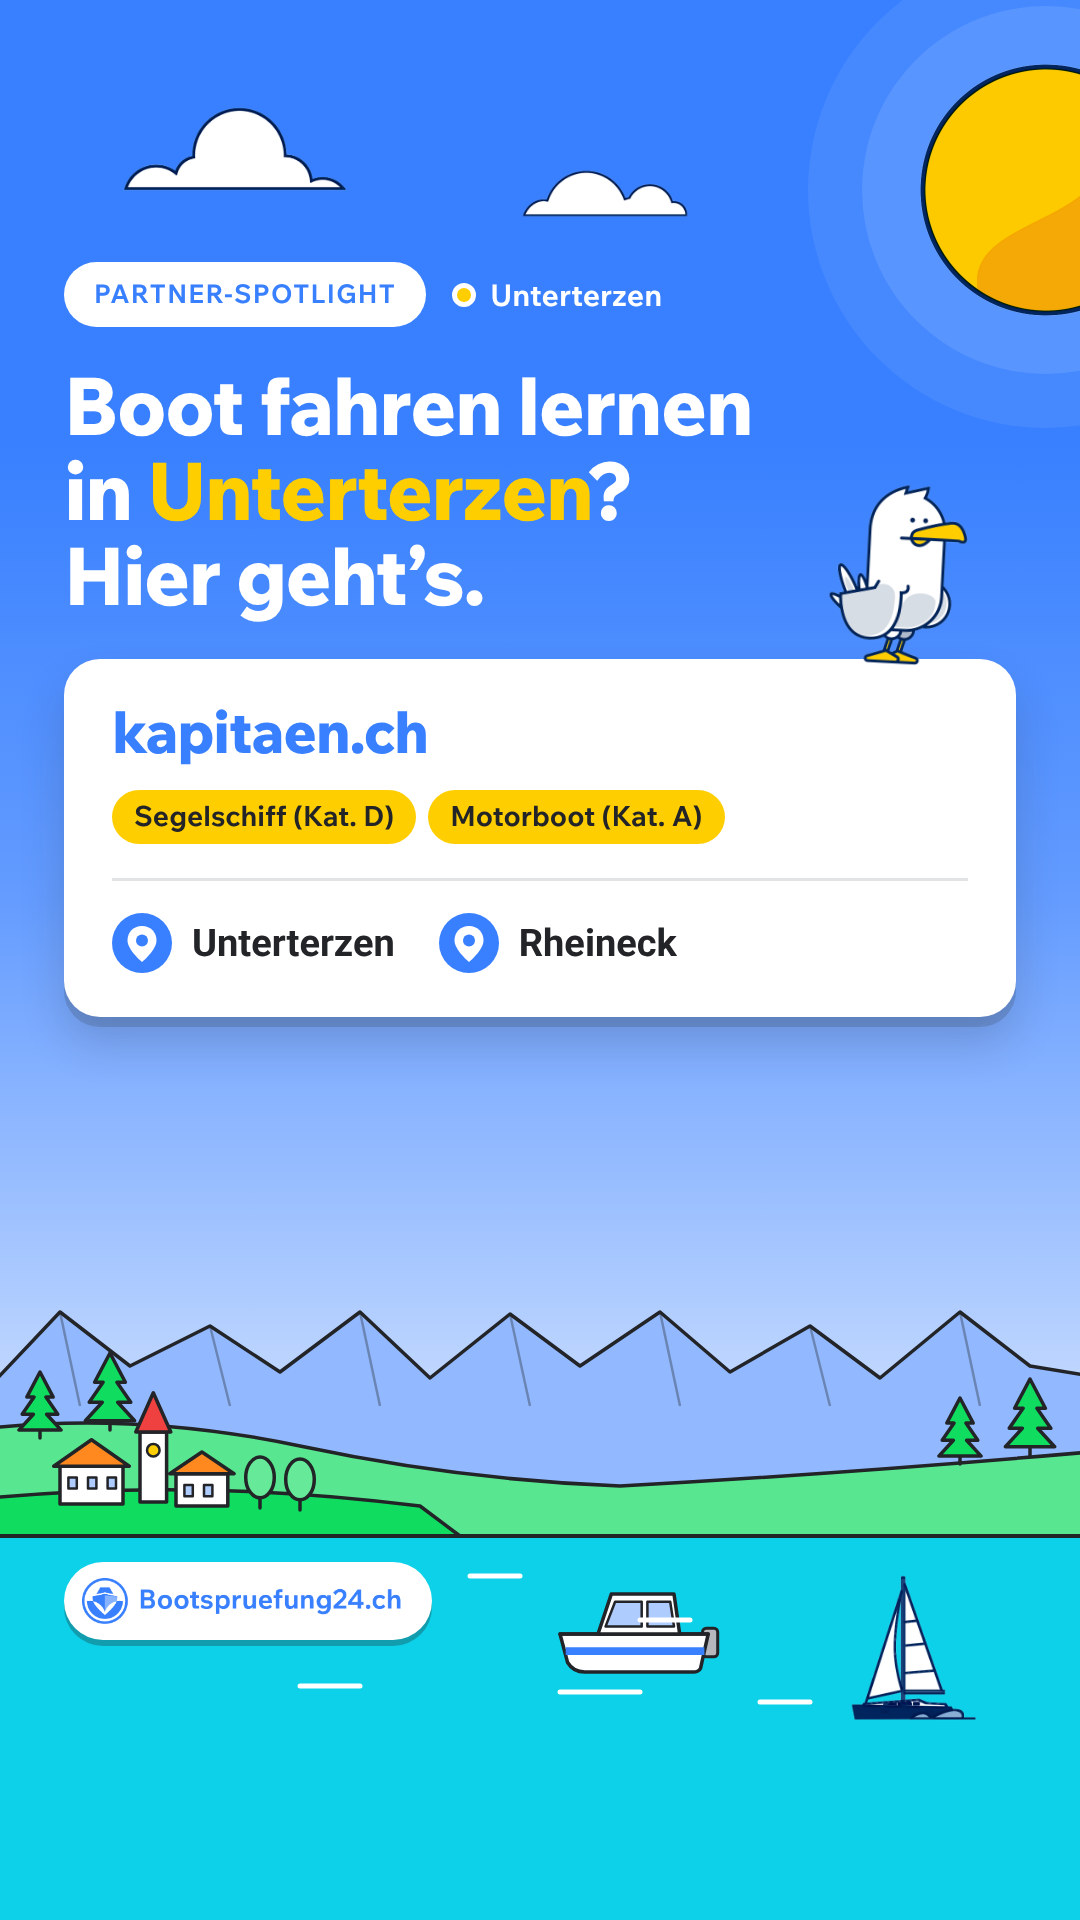 PARTNER-SPOTLIGHT
Unterterzen
Boot fahren lernen
in Unterterzen?
Hier geht’s.
kapitaen.ch
Segelschiff (Kat. D)
Motorboot (Kat. A)
Unterterzen
Rheineck
Bootspruefung24.ch